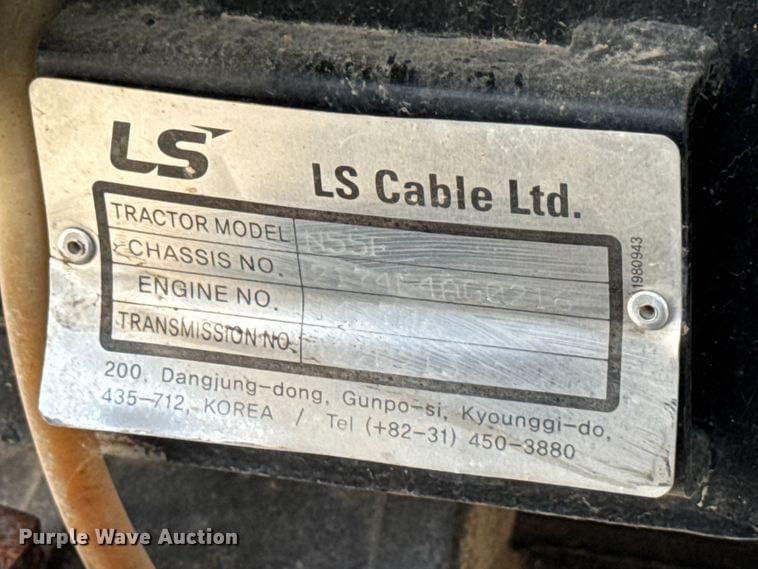 LS
LS Cable Ltd.
TRACTOR MODEL
CHASSIS NO.
ENGINE NO.
TRANSMISSION NO.
1980943
200, Dangjung-dong, Gunpo-si, Kyounggi-do,
435-712, KOREA / Tel (+82-31) 450-3880
Purple Wave Auction